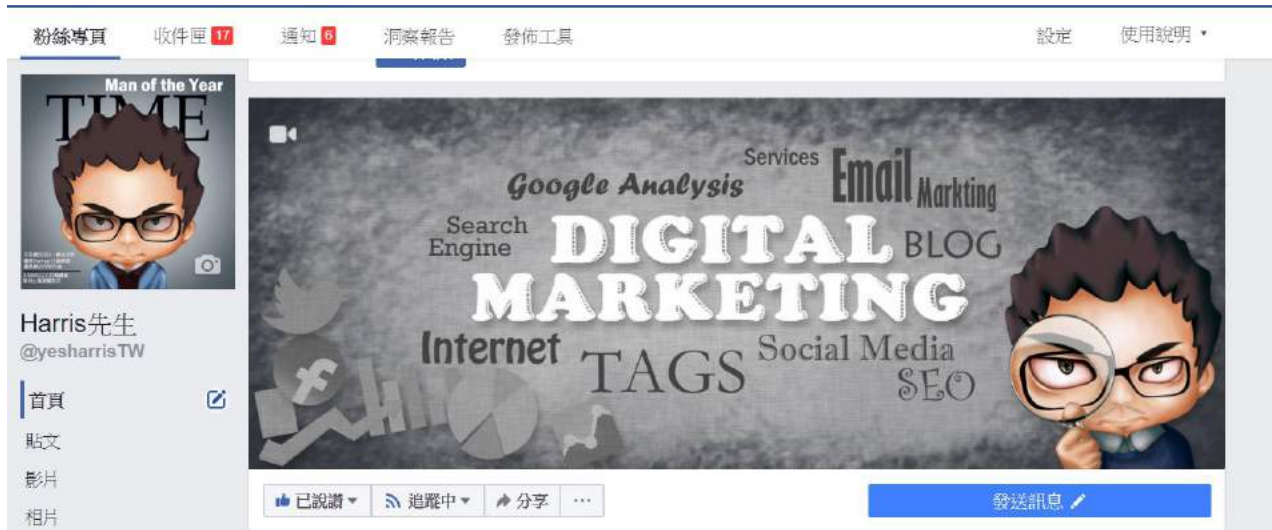 粉絲專頁 收件匣 17 通知 6 洞察報告 發佈工具 設定 使用說明
Man of the Year
TIME
Harris先生
@yesharrisTW
首頁
貼文
影片
相片
Services
Email
Google Analysis
Markting
Search
Engine
DIGITAL
BLOG
MARKETING
Internet
TAGS
Social Media
SEO
已說讚 追蹤中 分享 ... 發送訊息